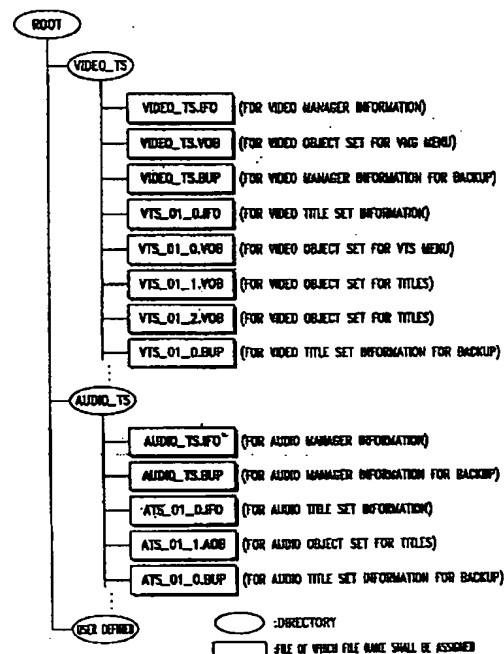 ROOT
VIDEO_TS
VIDEO_TS.IFO (FOR VIDEO MANAGER INFORMATION)
VIDEO_TS.VOB (FOR VIDEO OBJECT SET FOR VMG MENU)
VIDEO_TS.BUP (FOR VIDEO MANAGER INFORMATION FOR BACKUP)
VTS_01_0.IFO (FOR VIDEO TITLE SET INFORMATION)
VTS_01_0.VOB (FOR VIDEO OBJECT SET FOR VTS MENU)
VTS_01_1.VOB (FOR VIDEO OBJECT SET FOR TITLES)
VTS_01_2.VOB (FOR VIDEO OBJECT SET FOR TITLES)
VTS_01_0.BUP (FOR VIDEO TITLE SET INFORMATION FOR BACKUP)
AUDIO_TS
AUDIO_TS.IFO (FOR AUDIO MANAGER INFORMATION)
AUDIO_TS.BUP (FOR AUDIO MANAGER INFORMATION FOR BACKUP)
ATS_01_0.IFO (FOR AUDIO TITLE SET INFORMATION)
ATS_01_1.AOB (FOR AUDIO OBJECT SET FOR TITLES)
ATS_01_0.BUP (FOR AUDIO TITLE SET INFORMATION FOR BACKUP)
USER DEFINED
:DIRECTORY
:FILE OF WHICH FILE NAME SHALL BE ASSIGNED